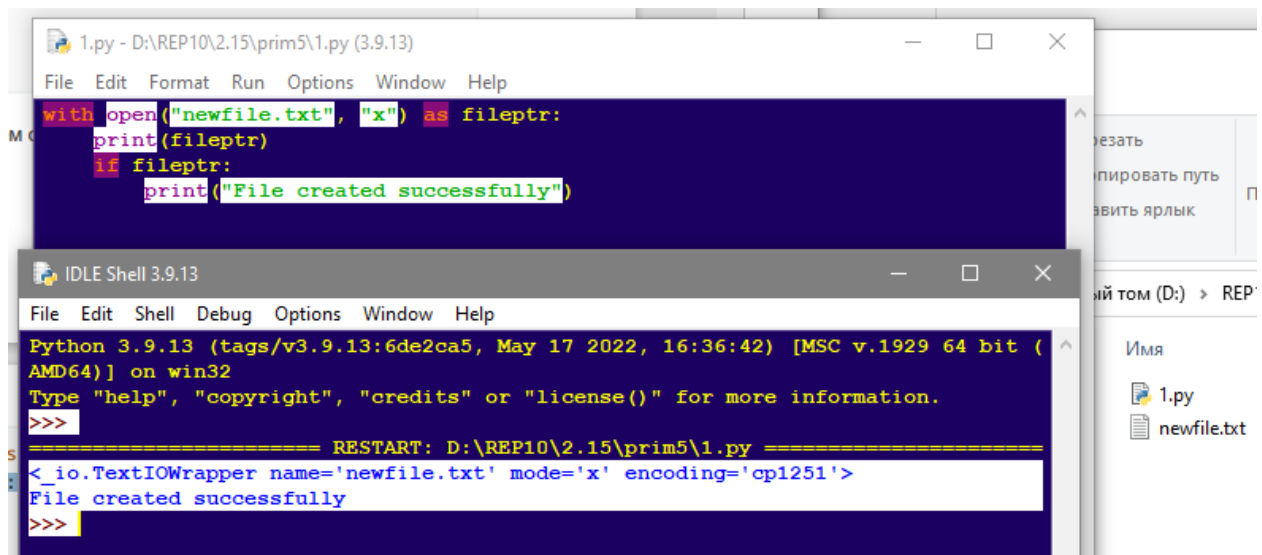 1.py - D:\REP10\2.15\prim5\1.py (3.9.13)
File Edit Format Run Options Window Help
with open("newfile.txt", "x") as fileptr:
    print(fileptr)
    if fileptr:
        print("File created successfully")
IDLE Shell 3.9.13
File Edit Shell Debug Options Window Help
Python 3.9.13 (tags/v3.9.13:6de2ca5, May 17 2022, 16:36:42) [MSC v.1929 64 bit (
AMD64)] on win32
Type "help", "copyright", "credits" or "license()" for more information.
>>>
======================= RESTART: D:\REP10\2.15\prim5\1.py ======================
<_io.TextIOWrapper name='newfile.txt' mode='x' encoding='cp1251'>
File created successfully
>>>
путь
ярлык
том (D:) > REP
Имя
1.py
newfile.txt